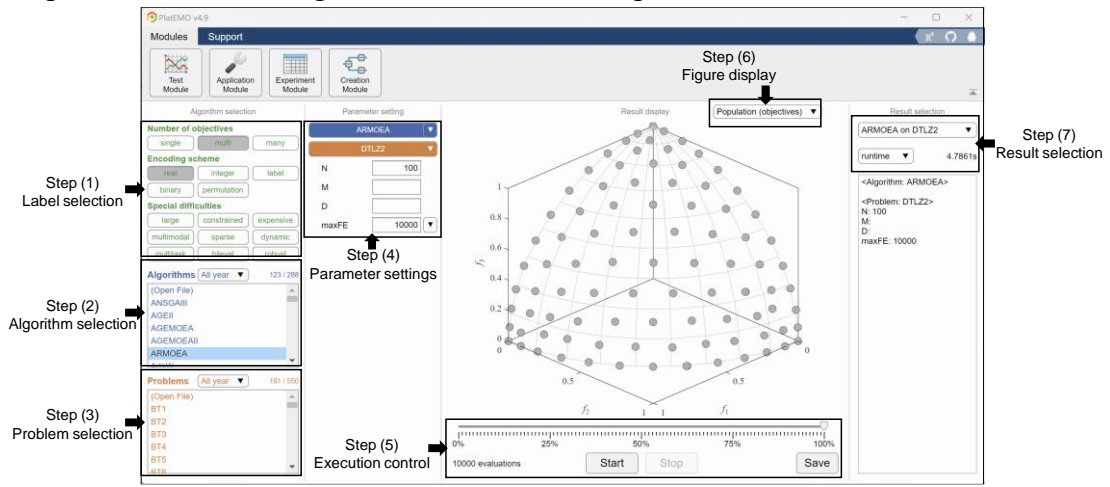 PlatEMO v4.9
Modules Support
Test Module
Application Module
Experiment Module
Creation Module
Algorithm selection
Parameter setting
Result display
Result selection
Step (6)
Figure display
Population (objectives)
Number of objectives
single multi many
Encoding scheme
real integer label
binary permutation
Special difficulties
large constrained expensive
multimodal sparse dynamic
multitask bilevel robust
Step (1)
Label selection
Algorithms All year 123 / 286
(Open File)
ANSGAIII
AGEII
AGEMOEA
AGEMOEAII
ARMOEA
Step (2)
Algorithm selection
Problems All year 191 / 550
(Open File)
BT1
BT2
BT3
BT4
BT5
BT6
Step (3)
Problem selection
ARMOEA
DTLZ2
N 100
M
D
maxFE 10000
Step (4)
Parameter settings
1
0.8
0.6
0.4
0.2
0
0
0
0.5
0.5
1 1
f3
f2
f1
0% 25% 50% 75% 100%
10000 evaluations Start Stop Save
Step (5)
Execution control
ARMOEA on DTLZ2
runtime 4.7861s
<Algorithm: ARMOEA>
<Problem: DTLZ2>
N: 100
M:
D:
maxFE: 10000
Step (7)
Result selection